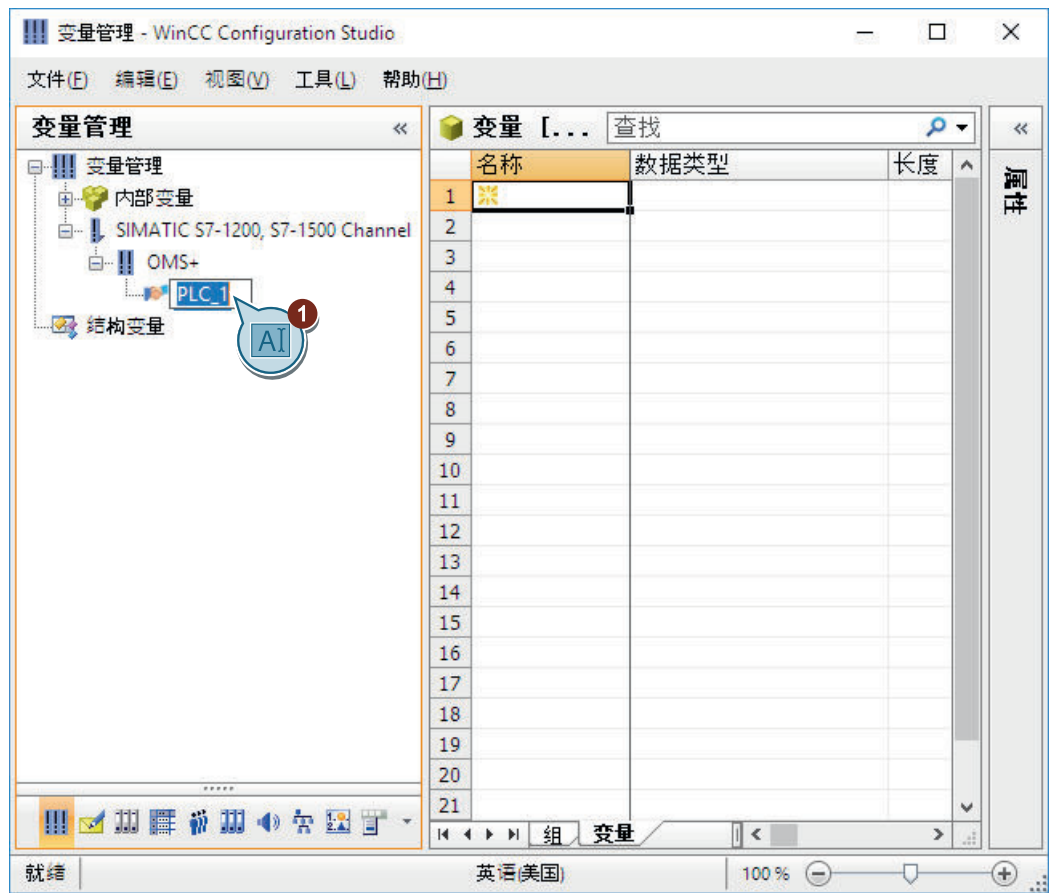 变量管理 - WinCC Configuration Studio
文件(F) 编辑(E) 视图(V) 工具(L) 帮助(H)
变量管理 «
变量 [... 查找
«
属性
变量管理
内部变量
SIMATIC S7-1200, S7-1500 Channel
OMS+
PLC_1
结构变量
1
AI
名称 数据类型 长度
1
2
3
4
5
6
7
8
9
10
11
12
13
14
15
16
17
18
19
20
21
组 变量
就绪 英语(美国) 100 %